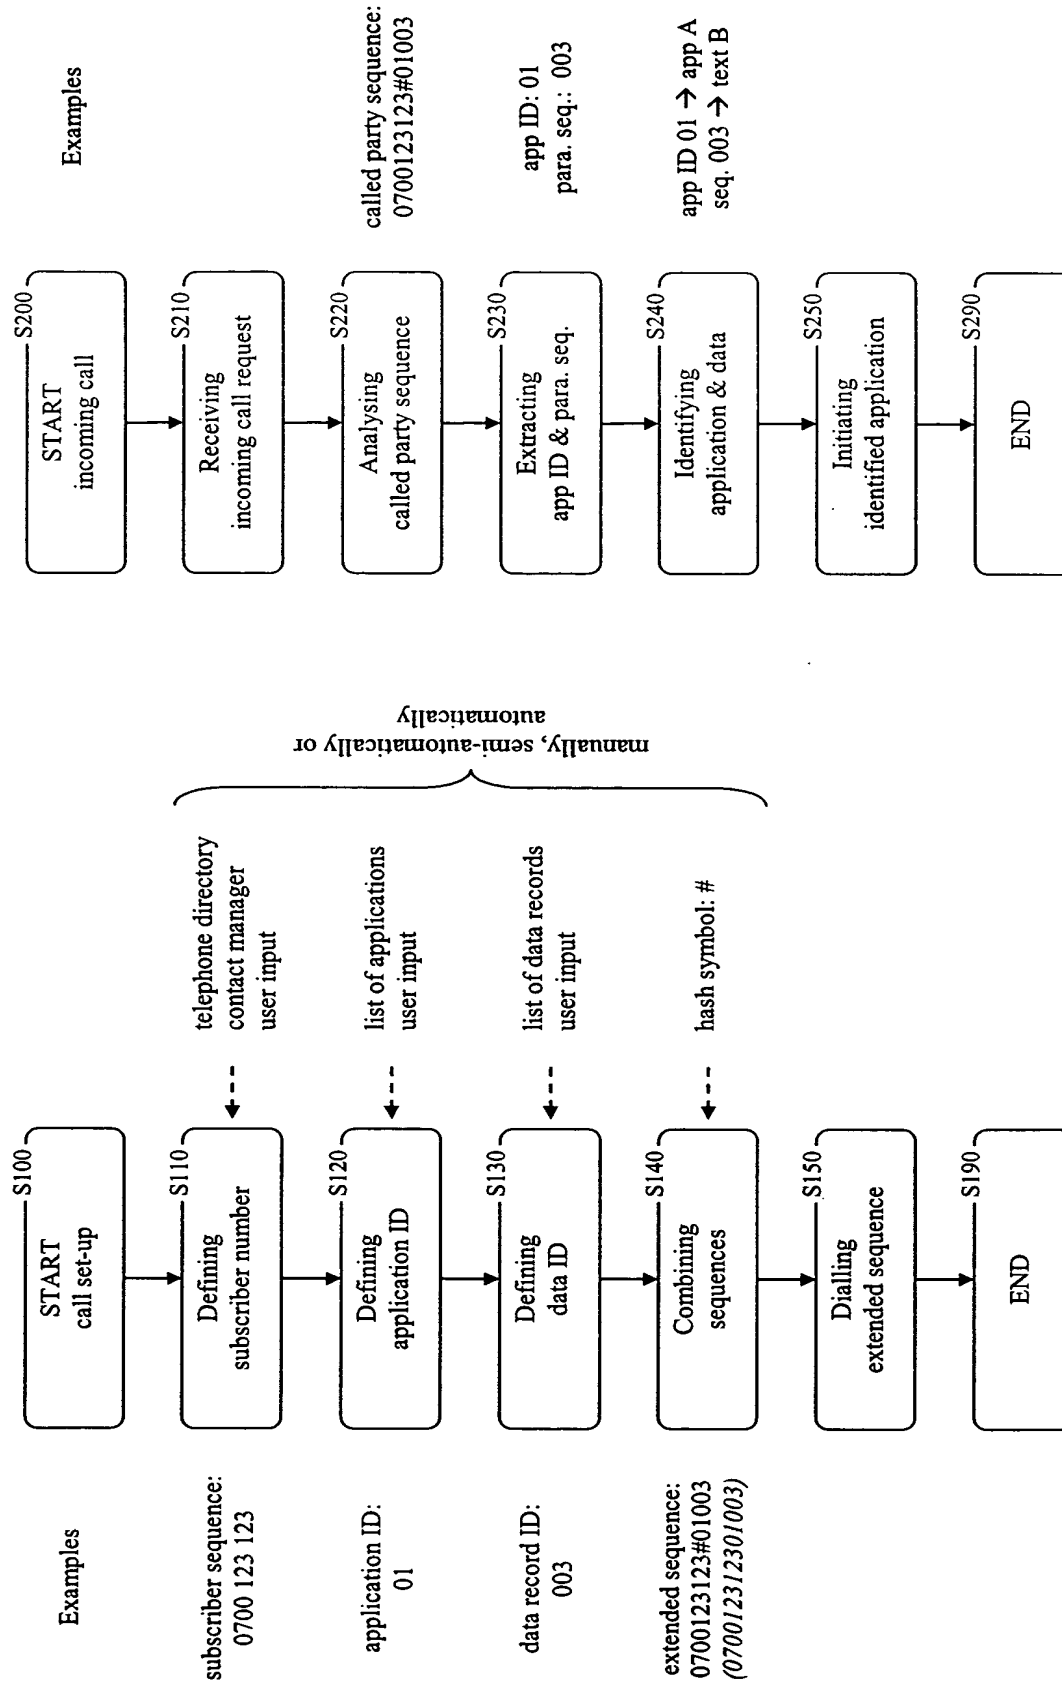 Examples
subscriber sequence:
0700 123 123
application ID:
01
data record ID:
003
extended sequence:
0700123123#01003
(070012312301003)
S100
START
call set-up
S110
Defining
subscriber number
S120
Defining
application ID
S130
Defining
data ID
S140
Combining
sequences
S150
Dialling
extended sequence
S190
END
telephone directory
contact manager
user input
list of applications
user input
list of data records
user input
hash symbol: #
manually, semi-automatically or
automatically
S200
START
incoming call
S210
Receiving
incoming call request
S220
Analysing
called party sequence
S230
Extracting
app ID & para. seq.
S240
Identifying
application & data
S250
Initiating
identified application
S290
END
Examples
called party sequence:
0700123123#01003
app ID: 01
para. seq.: 003
app ID 01 → app A
seq. 003 → text B